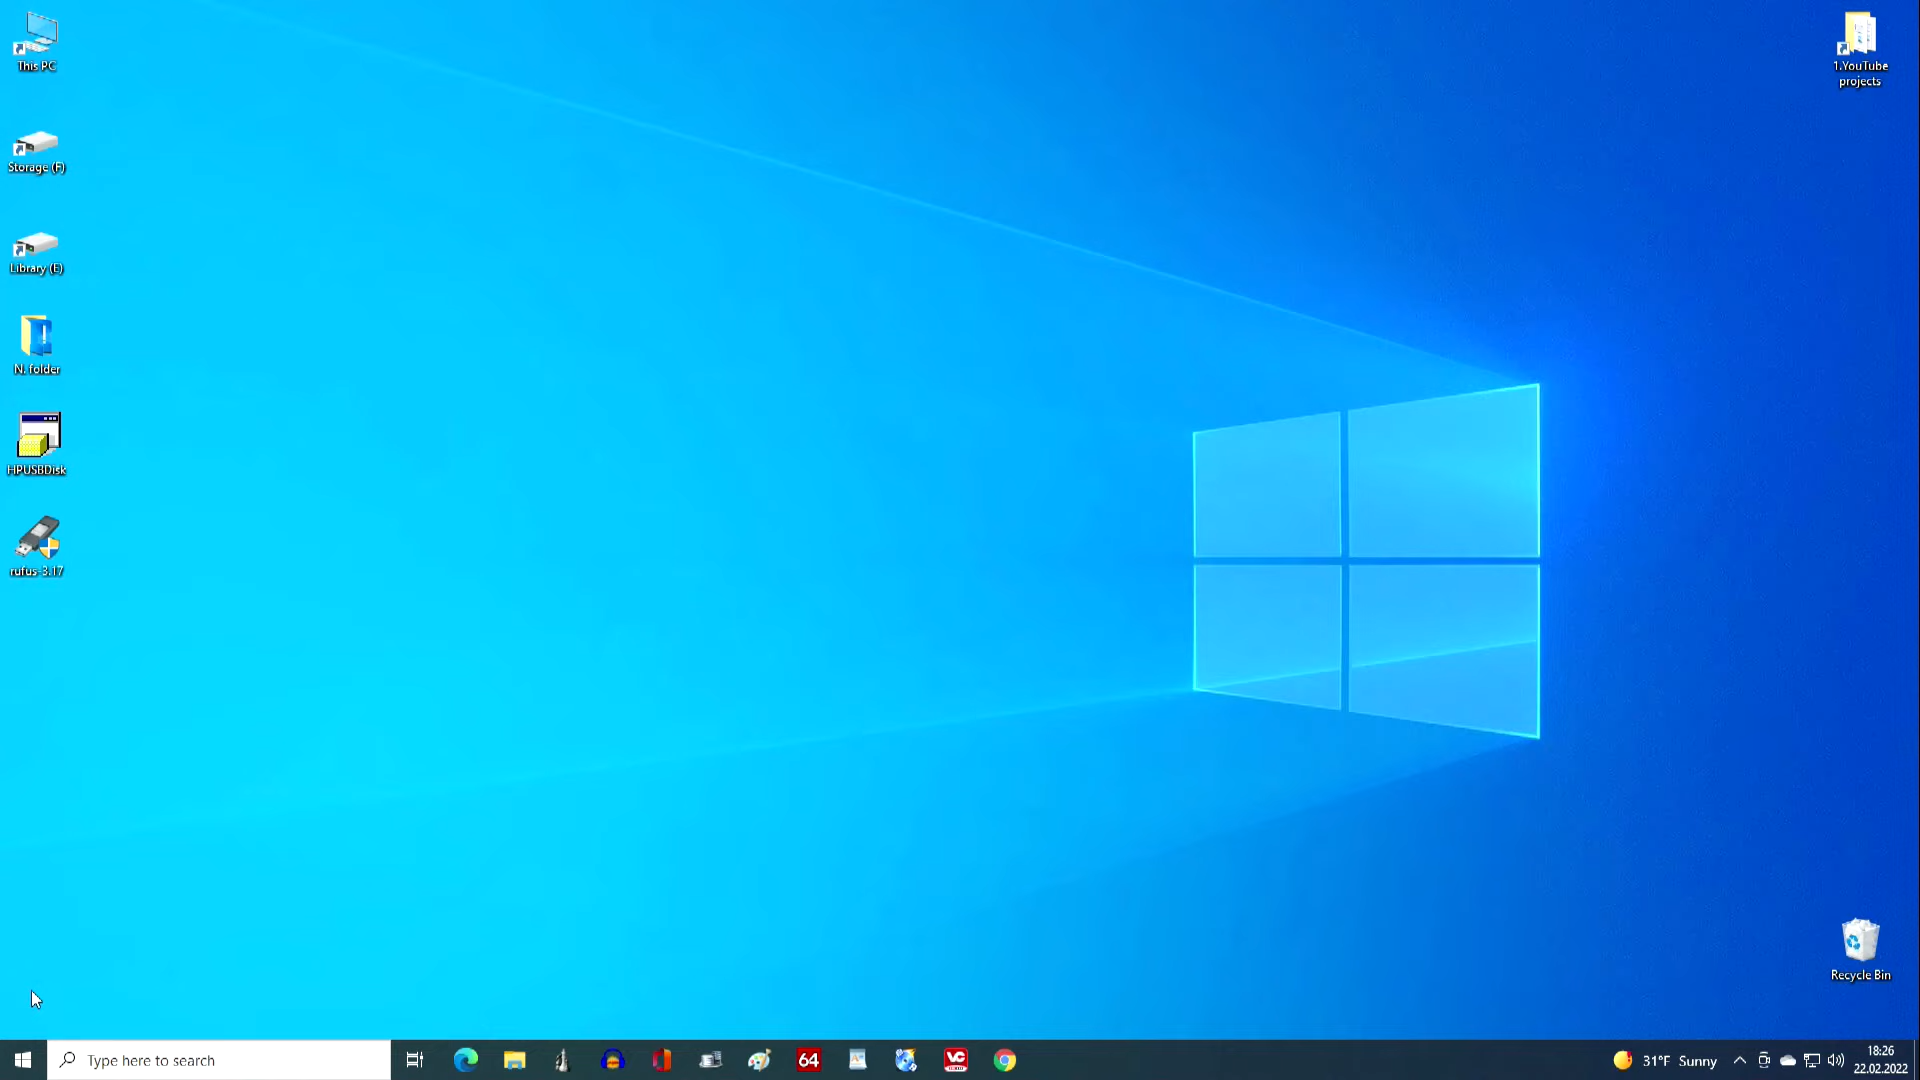 This PC
1.YouTube
projects
Storage (F)
Library (E)
N. folder
HPUSBDisk
rufus-3.17
Recycle Bin
Type here to search
64
VC
31°F Sunny
18:26
22.02.2022